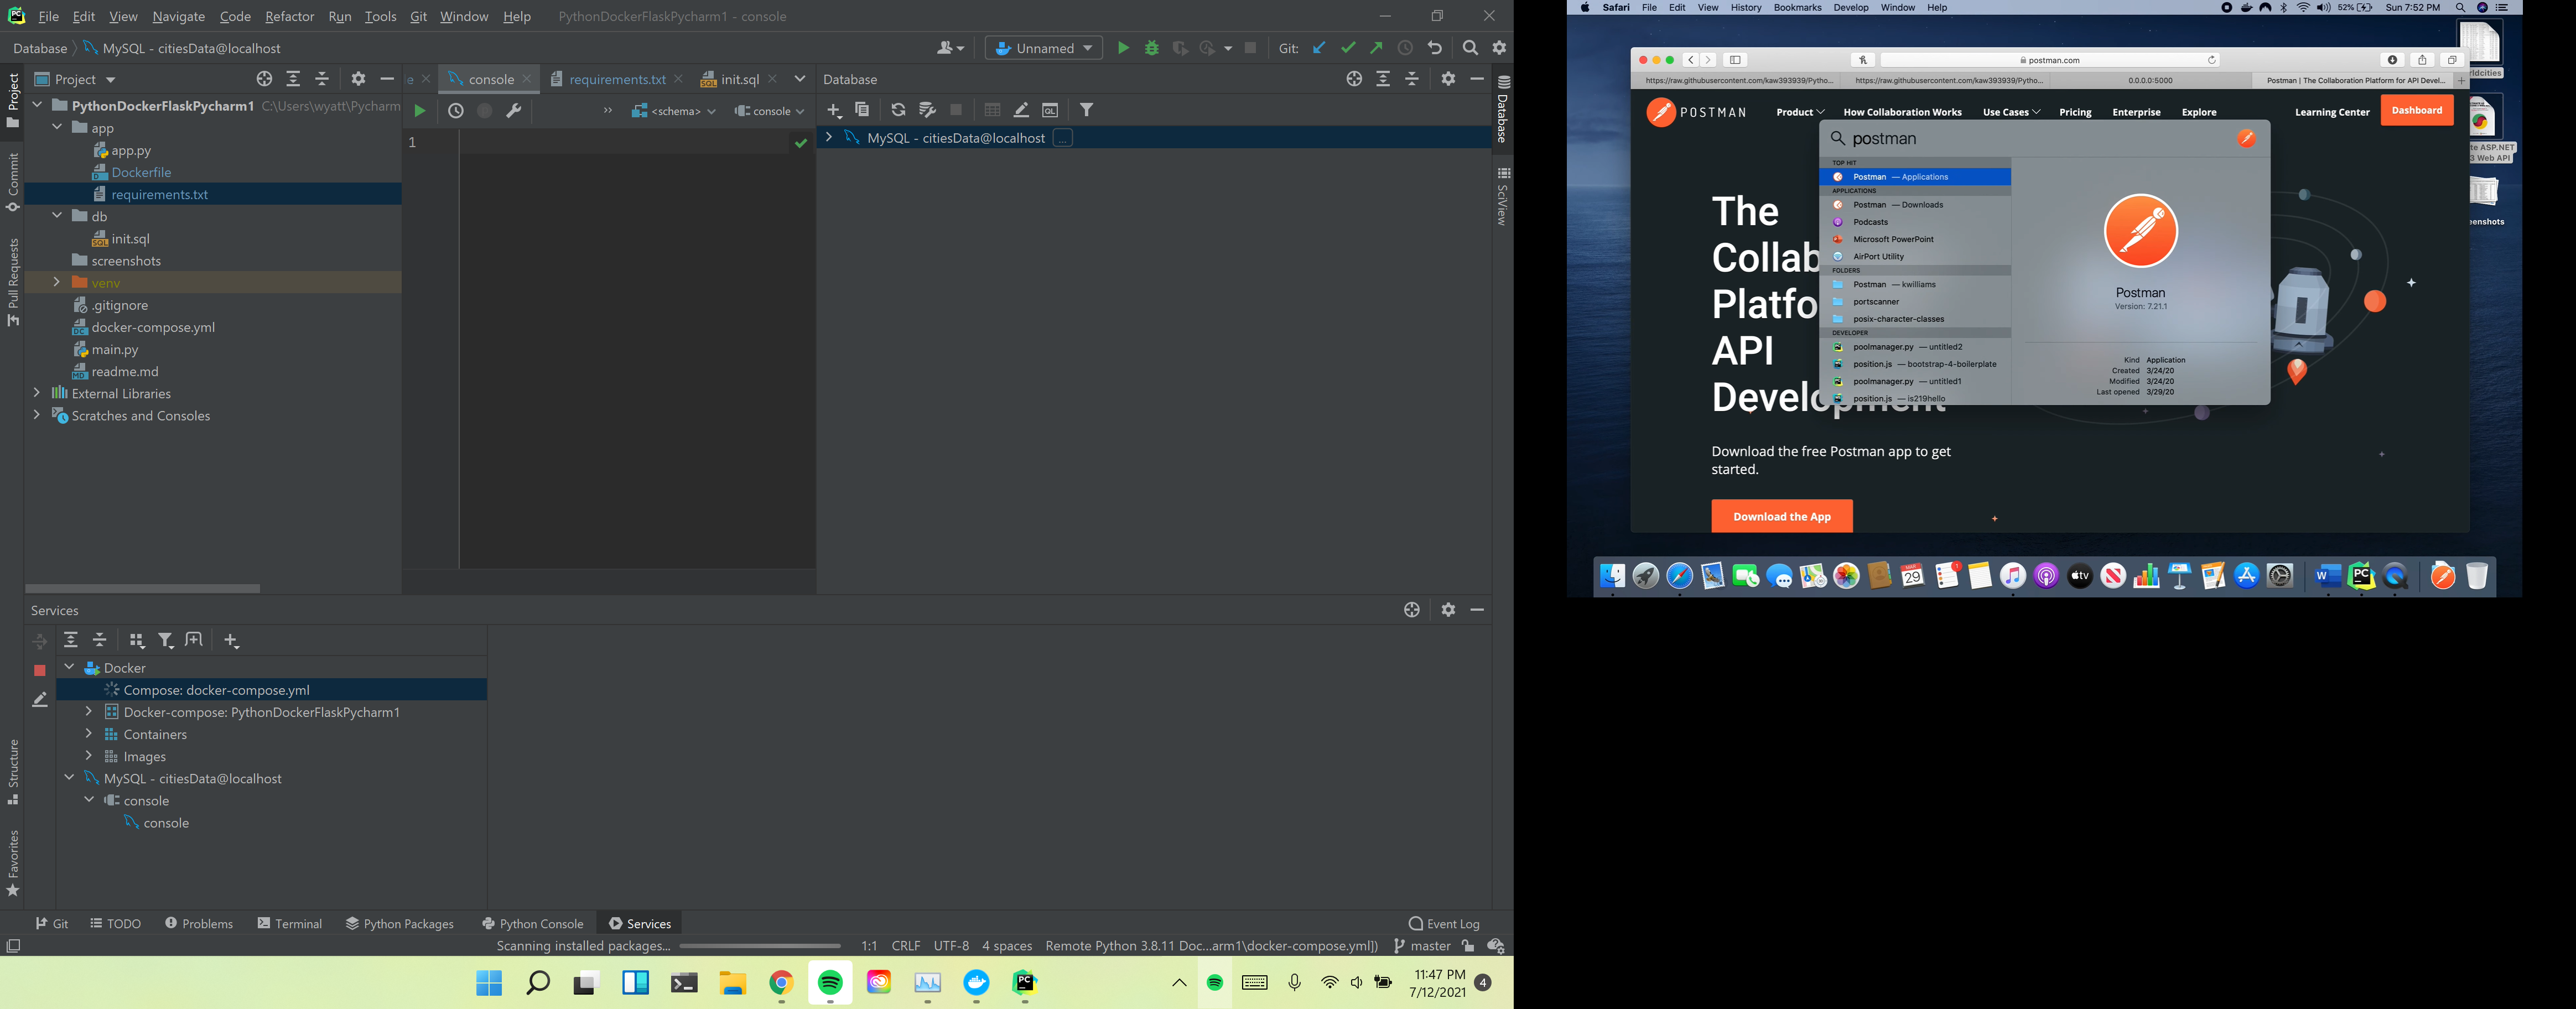 File Edit View Navigate Code Refactor Run Tools Git Window Help PythonDockerFlaskPycharm1 - console
Database MySQL - citiesData@localhost
Unnamed
Git:
Project
console
requirements.txt
init.sql
Database
PythonDockerFlaskPycharm1 C:\Users\wyatt\Pycharm
app
app.py
Dockerfile
requirements.txt
db
init.sql
screenshots
venv
.gitignore
docker-compose.yml
main.py
readme.md
External Libraries
Scratches and Consoles
<schema>
console
1
MySQL - citiesData@localhost
...
Project
Commit
Pull Requests
Structure
Favorites
Database
SciView
Services
Docker
Compose: docker-compose.yml
Docker-compose: PythonDockerFlaskPycharm1
Containers
Images
MySQL - citiesData@localhost
console
console
Git TODO Problems Terminal Python Packages Python Console Services Event Log
Scanning installed packages... 1:1 CRLF UTF-8 4 spaces Remote Python 3.8.11 Doc...arm1\docker-compose.yml]) master
11:47 PM
7/12/2021
4
Safari File Edit View History Bookmarks Develop Window Help
52% Sun 7:52 PM
postman.com
https://raw.githubusercontent.com/kaw393939/Pytho...
https://raw.githubusercontent.com/kaw393939/Pytho...
0.0.0.0:5000
Postman | The Collaboration Platform for API Devel...
POSTMAN
Product How Collaboration Works Use Cases Pricing Enterprise Explore Learning Center Dashboard
postman
TOP HIT
Postman — Applications
APPLICATIONS
Postman — Downloads
Podcasts
Microsoft PowerPoint
AirPort Utility
FOLDERS
Postman — kwilliams
portscanner
posix-character-classes
DEVELOPER
poolmanager.py — untitled2
position.js — bootstrap-4-boilerplate
poolmanager.py — untitled1
position.js — is219hello
Postman
Version: 7.21.1
Kind Application
Created 3/24/20
Modified 3/24/20
Last opened 3/29/20
The
Collab
Platfo
API
Development
Download the free Postman app to get
started.
Download the App
rldcities
te ASP.NET
3 Web API
eenshots
MAR
29
1
tv
W
PC